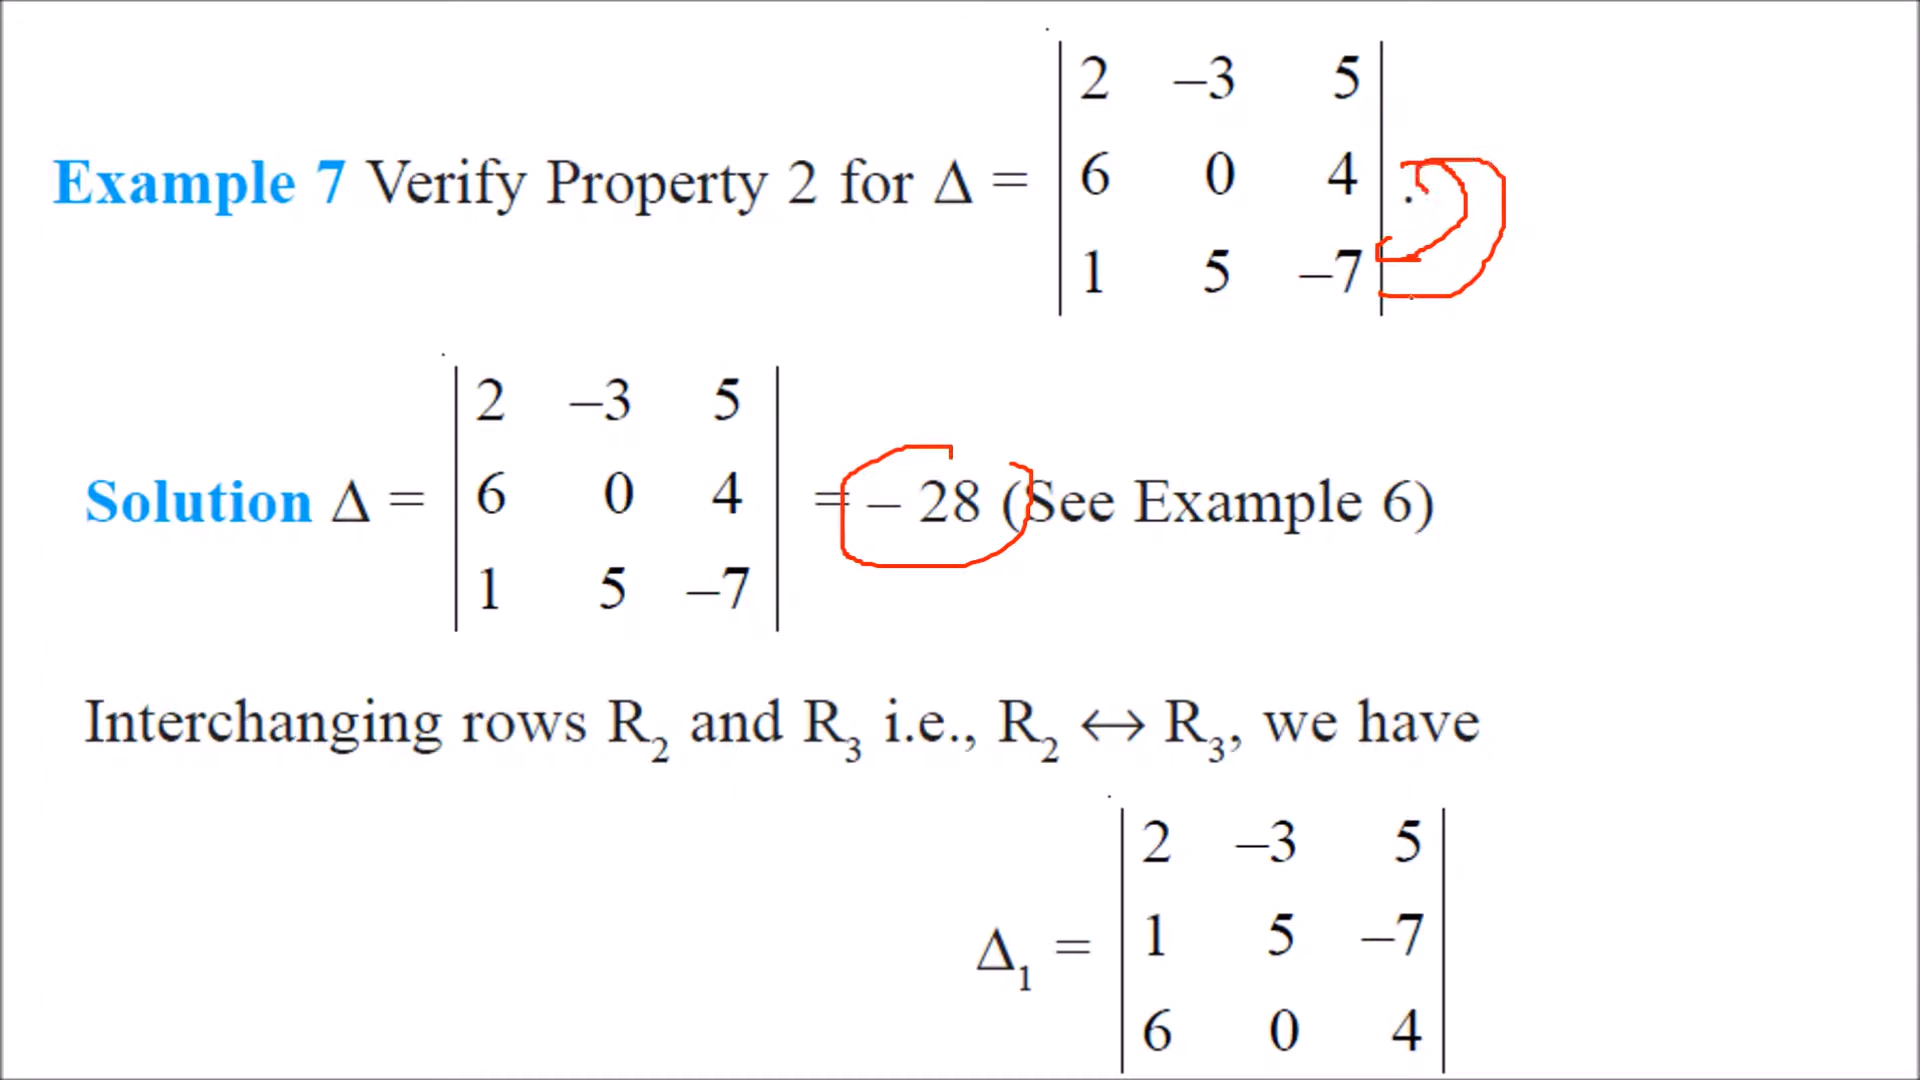 Example 7 Verify Property 2 for Δ = | 2 –3 5 |
| 6 0 4 | .
| 1 5 –7 |
Solution Δ = | 2 –3 5 |
| 6 0 4 | = – 28 (See Example 6)
| 1 5 –7 |
Interchanging rows R₂ and R₃ i.e., R₂ ↔ R₃, we have
Δ₁ = | 2 –3 5 |
| 1 5 –7 |
| 6 0 4 |